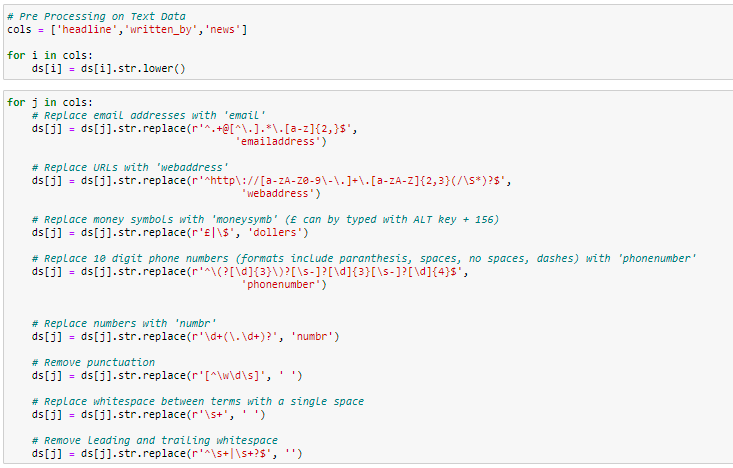 # Pre Processing on Text Data
cols = ['headline','written_by','news']
for i in cols:
    ds[i] = ds[i].str.lower()
for j in cols:
    # Replace email addresses with 'email'
    ds[j] = ds[j].str.replace(r'^.+@[^\.].*\.[a-z]{2,}$',
                                 'emailaddress')
    # Replace URLs with 'webaddress'
    ds[j] = ds[j].str.replace(r'^http\://[a-zA-Z0-9\-\.]+\.[a-zA-Z]{2,3}(/\S*)?$',
                                  'webaddress')
    # Replace money symbols with 'moneysymb' (£ can by typed with ALT key + 156)
    ds[j] = ds[j].str.replace(r'£|\$', 'dollers')
    # Replace 10 digit phone numbers (formats include paranthesis, spaces, no spaces, dashes) with 'phonenumber'
    ds[j] = ds[j].str.replace(r'^\(?[\d]{3}\)?[\s-]?[\d]{3}[\s-]?[\d]{4}$',
                                  'phonenumber')
    # Replace numbers with 'numbr'
    ds[j] = ds[j].str.replace(r'\d+(\.\d+)?', 'numbr')
    # Remove punctuation
    ds[j] = ds[j].str.replace(r'[^\w\d\s]', ' ')
    # Replace whitespace between terms with a single space
    ds[j] = ds[j].str.replace(r'\s+', ' ')
    # Remove leading and trailing whitespace
    ds[j] = ds[j].str.replace(r'^\s+|\s+?$', '')